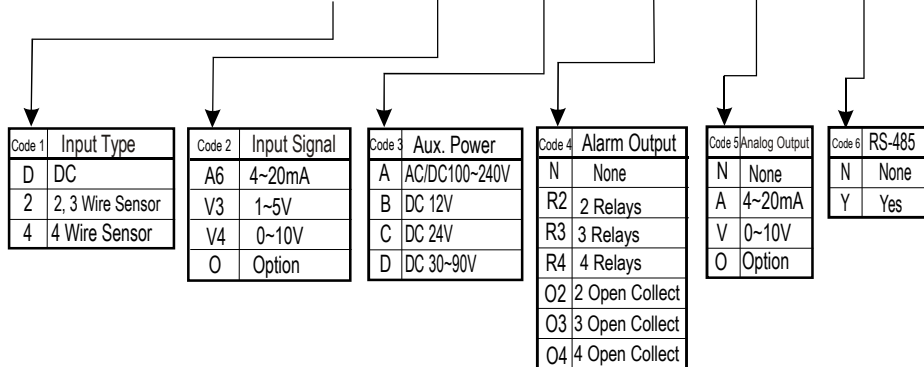 Code 1 Input Type
D DC
2 2, 3 Wire Sensor
4 4 Wire Sensor
Code 2 Input Signal
A6 4~20mA
V3 1~5V
V4 0~10V
O Option
Code 3 Aux. Power
A AC/DC100~240V
B DC 12V
C DC 24V
D DC 30~90V
Code 4 Alarm Output
N None
R2 2 Relays
R3 3 Relays
R4 4 Relays
O2 2 Open Collect
O3 3 Open Collect
O4 4 Open Collect
Code 5 Analog Output
N None
A 4~20mA
V 0~10V
O Option
Code 6 RS-485
N None
Y Yes